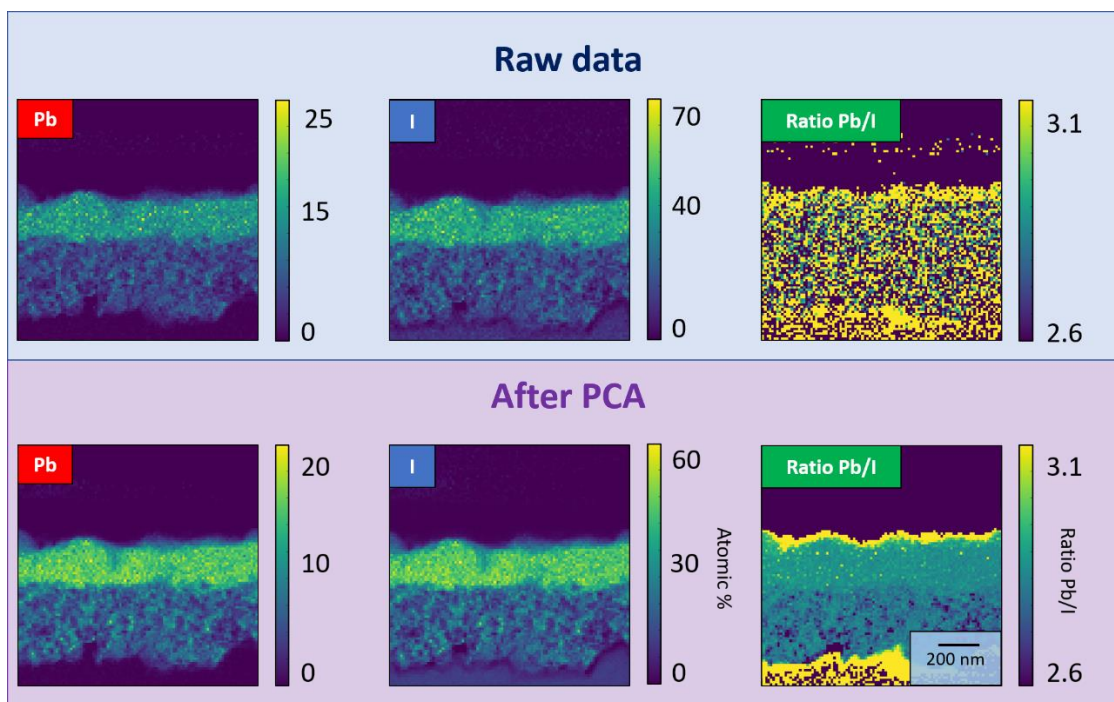 Raw data
Pb
25
15
0
I
70
40
0
Ratio Pb/I
3.1
2.6
After PCA
Pb
20
10
0
I
60
30
0
Atomic %
Ratio Pb/I
200 nm
3.1
2.6
Ratio Pb/I